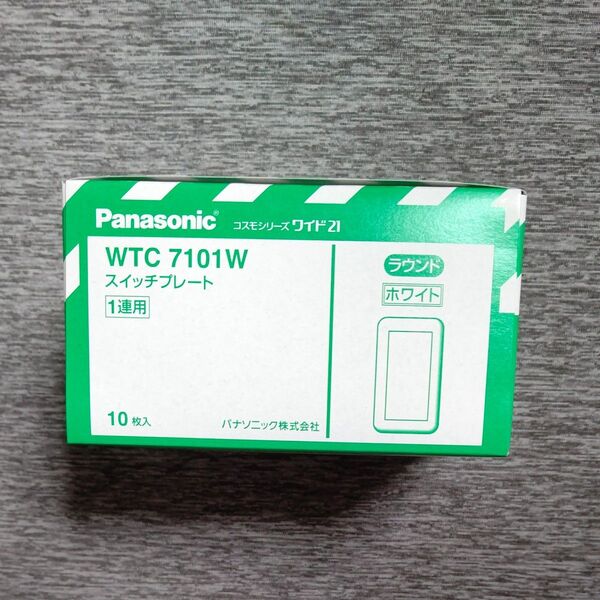 Panasonic® コスモシリーズ ワイド21
WTC 7101W
スイッチプレート
1連用
ラウンド
ホワイト
10枚入
パナソニック株式会社